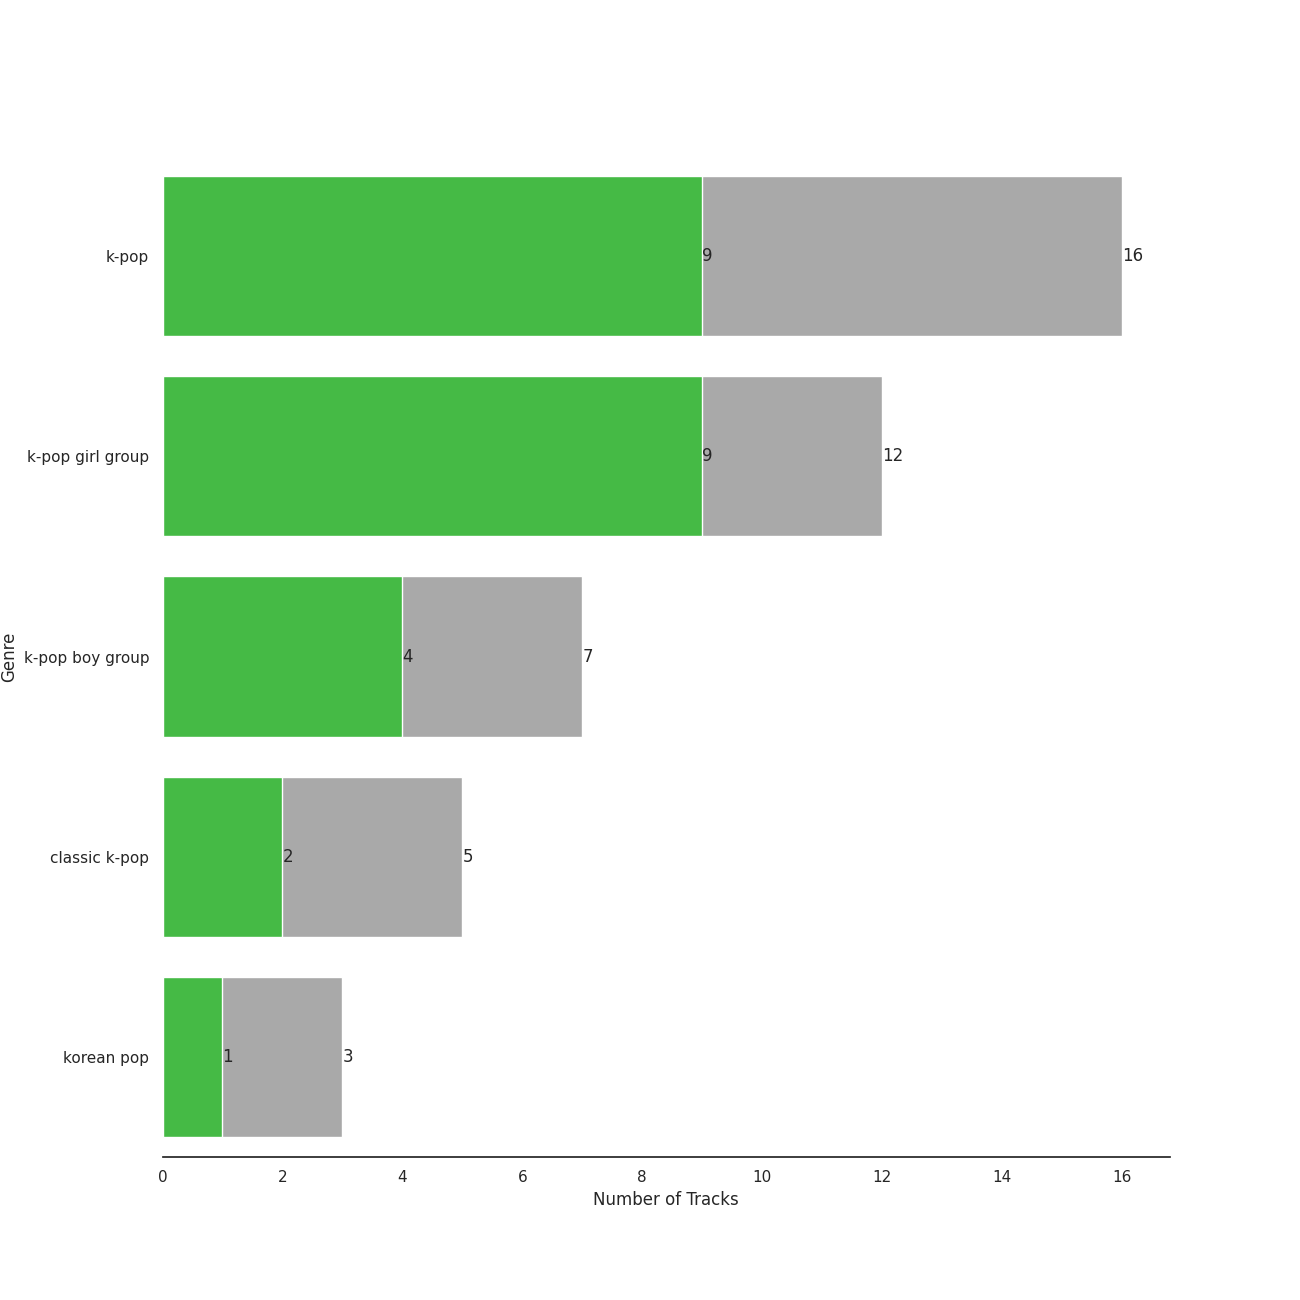 k-pop
9
16
k-pop girl group
9
12
Genre
k-pop boy group
4
7
classic k-pop
2
5
korean pop
1
3
0 2 4 6 8 10 12 14 16
Number of Tracks